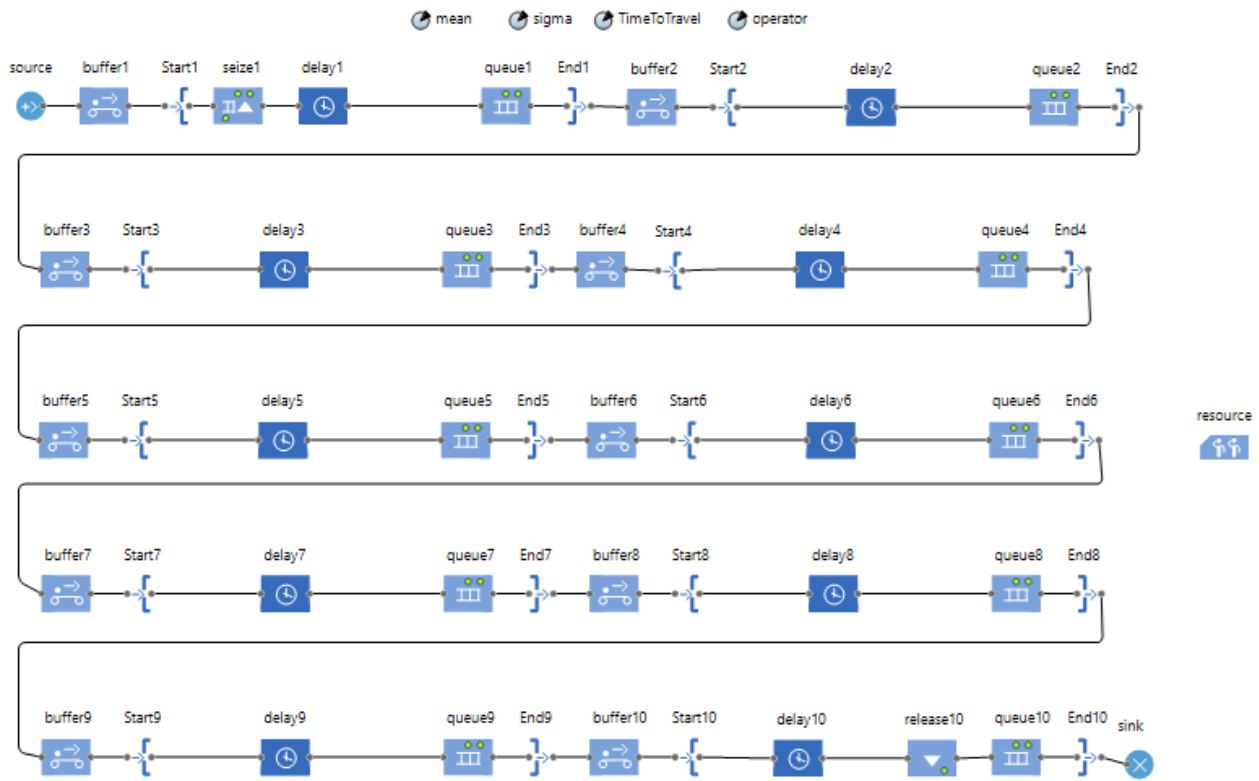 mean sigma TimeToTravel operator
source buffer1 Start1 seize1 delay1 queue1 End1 buffer2 Start2 delay2 queue2 End2
buffer3 Start3 delay3 queue3 End3 buffer4 Start4 delay4 queue4 End4
buffer5 Start5 delay5 queue5 End5 buffer6 Start6 delay6 queue6 End6
resource
buffer7 Start7 delay7 queue7 End7 buffer8 Start8 delay8 queue8 End8
buffer9 Start9 delay9 queue9 End9 buffer10 Start10 delay10 release10 queue10 End10 sink